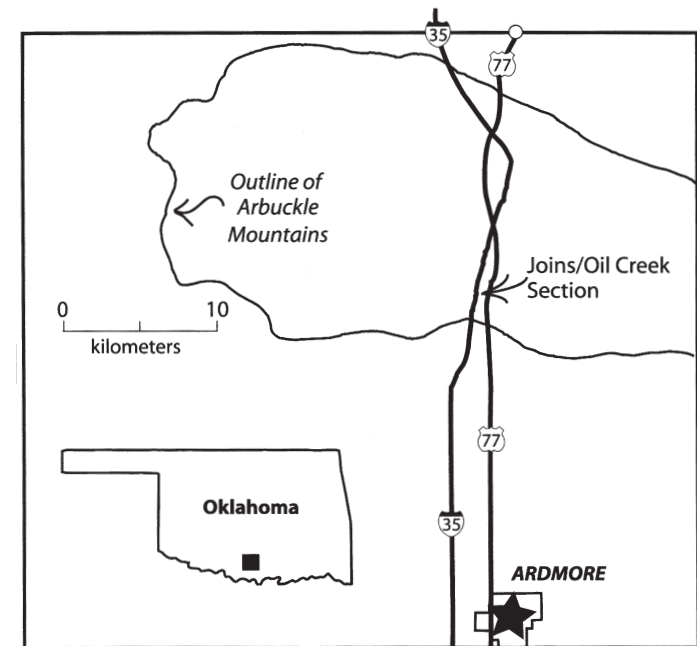 35
77
Outline of
Arbuckle
Mountains
Joins/Oil Creek
Section
0 10
kilometers
77
Oklahoma
35
ARDMORE